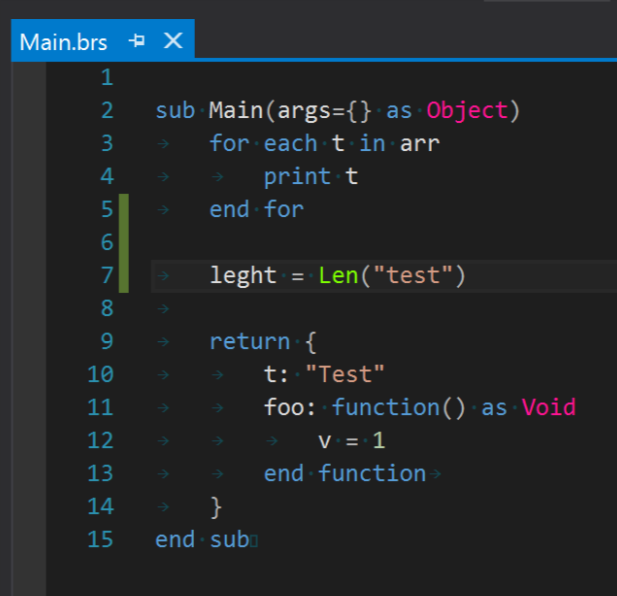 Main.brs
1
2 sub Main(args={} as Object)
3 for each t in arr
4 print t
5 end for
6
7 leght = Len("test")
8
9 return {
10 t: "Test"
11 foo: function() as Void
12 v = 1
13 end function
14 }
15 end sub